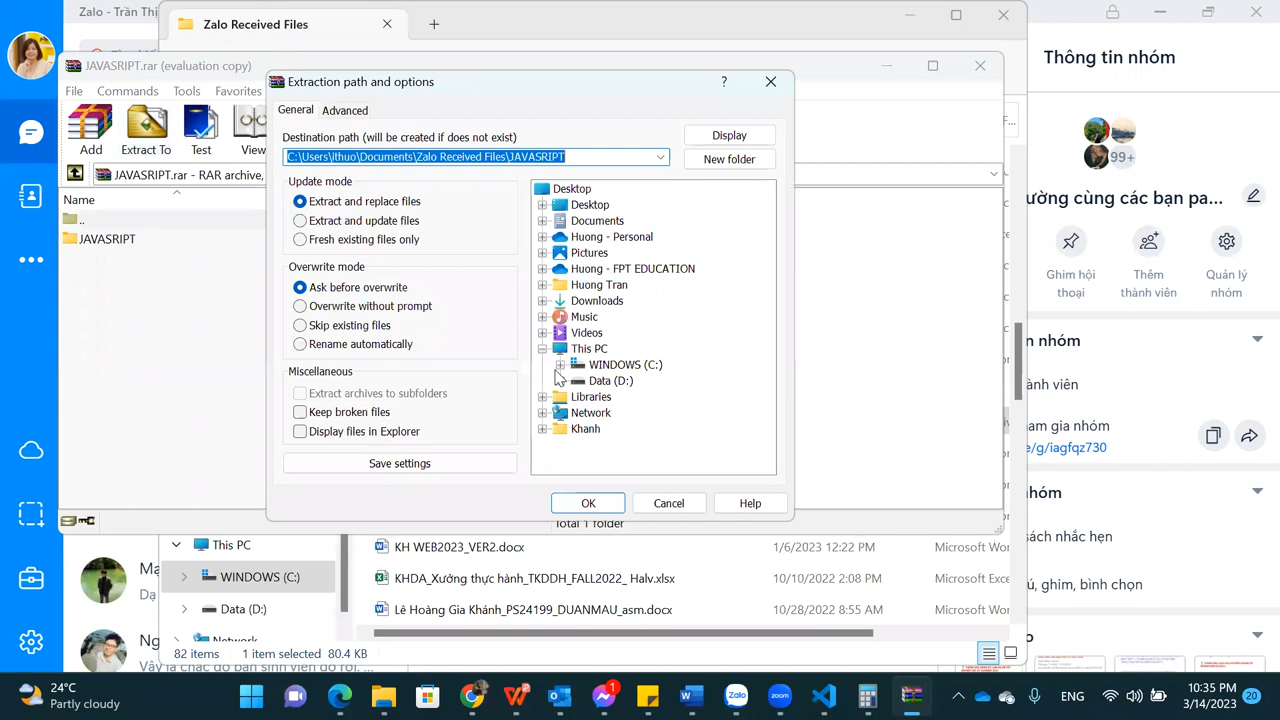 Zalo - Trần Thị
Zalo Received Files
JAVASRIPT.rar (evaluation copy)
File Commands Tools Favorites
Add Extract To Test View
JAVASRIPT.rar - RAR archive,
Name
..
JAVASRIPT
Extraction path and options
General Advanced
Destination path (will be created if does not exist)
C:\Users\ithuo\Documents\Zalo Received Files\JAVASRIPT
Display
New folder
Update mode
Extract and replace files
Extract and update files
Fresh existing files only
Overwrite mode
Ask before overwrite
Overwrite without prompt
Skip existing files
Rename automatically
Miscellaneous
Extract archives to subfolders
Keep broken files
Display files in Explorer
Save settings
Desktop
Desktop
Documents
Huong - Personal
Pictures
Huong - FPT EDUCATION
Huong Tran
Downloads
Music
Videos
This PC
WINDOWS (C:)
Data (D:)
Libraries
Network
Khanh
OK Cancel Help
Total 1 folder
This PC
WINDOWS (C:)
Data (D:)
Network
KH WEB2023_VER2.docx 1/6/2023 12:22 PM Microsoft Wor
KHDA_Xưởng thực hành_TKDDH_FALL2022_ Halv.xlsx 10/10/2022 2:08 PM Microsoft Exce
Lê Hoàng Gia Khánh_PS24199_DUANMAU_asm.docx 10/28/2022 8:55 AM Microsoft Wor
82 items 1 item selected 80.4 KB
Thông tin nhóm
99+
ường cùng các bạn pa...
Ghim hội thoại
Thêm thành viên
Quản lý nhóm
n nhóm
ành viên
am gia nhóm
e/g/iagfqz730
nhóm
sách nhắc hẹn
ú, ghim, bình chọn
24°C
Partly cloudy
Zalo
zoom
ENG
10:35 PM
3/14/2023
20